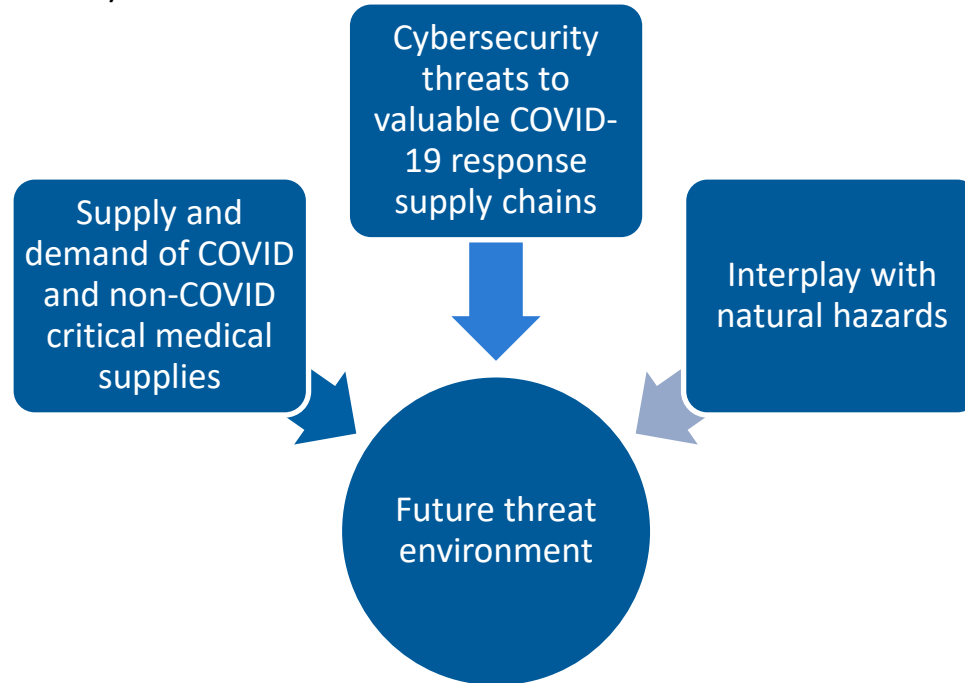 Cybersecurity
threats to
valuable COVID-
19 response
supply chains
Supply and
demand of COVID
and non-COVID
critical medical
supplies
Interplay with
natural hazards
Future threat
environment